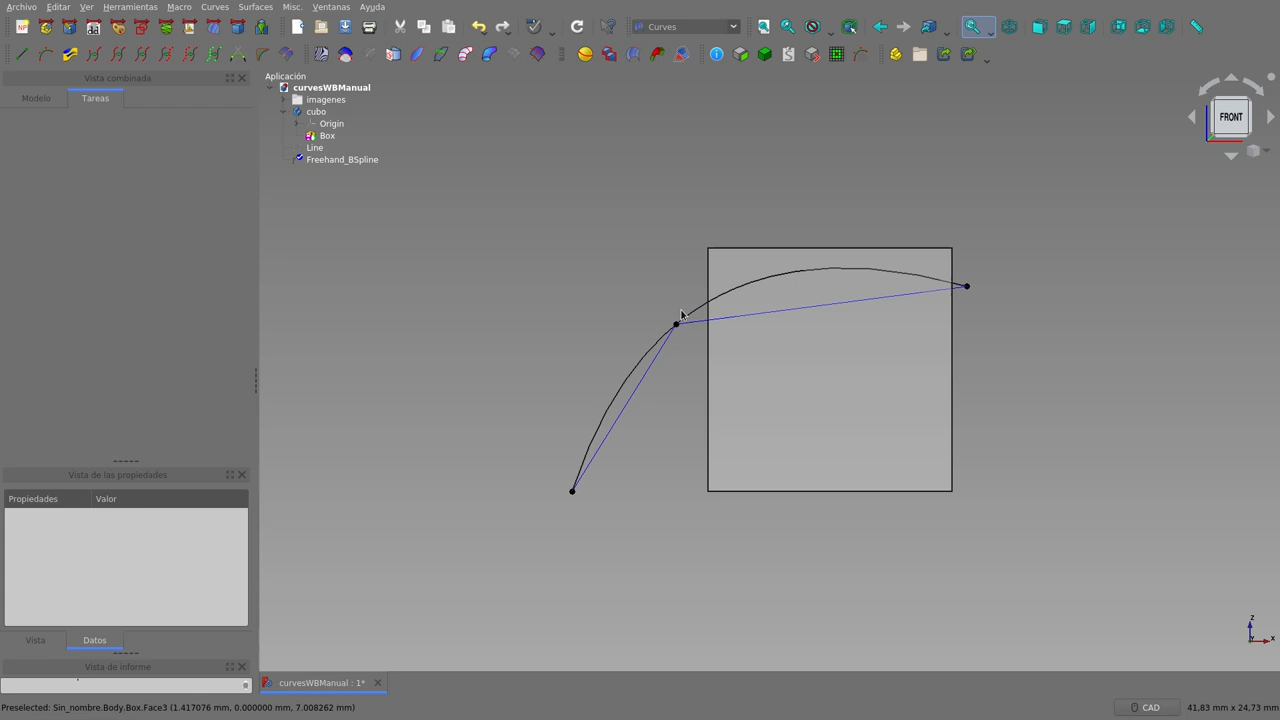 Archivo Editar Ver Herramientas Macro Curves Surfaces Misc. Ventanas Ayuda
Curves
Vista combinada
Modelo Tareas
Aplicación
curvesWBManual
imagenes
cubo
Origin
Box
Line
Freehand_BSpline
FRONT
Vista de las propiedades
Propiedades Valor
Vista Datos
Vista de informe
curvesWBManual : 1*
z
x
Preselected: Sin_nombre.Body.Box.Face3 (1.417076 mm, 0.000000 mm, 7.008262 mm)
CAD
41,83 mm x 24,73 mm